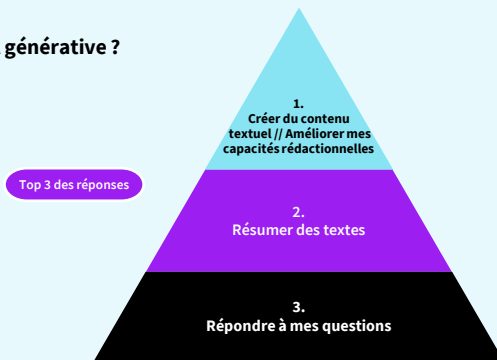 générative ?
1.
Créer du contenu
textuel // Améliorer mes
capacités rédactionnelles
Top 3 des réponses
2.
Résumer des textes
3.
Répondre à mes questions